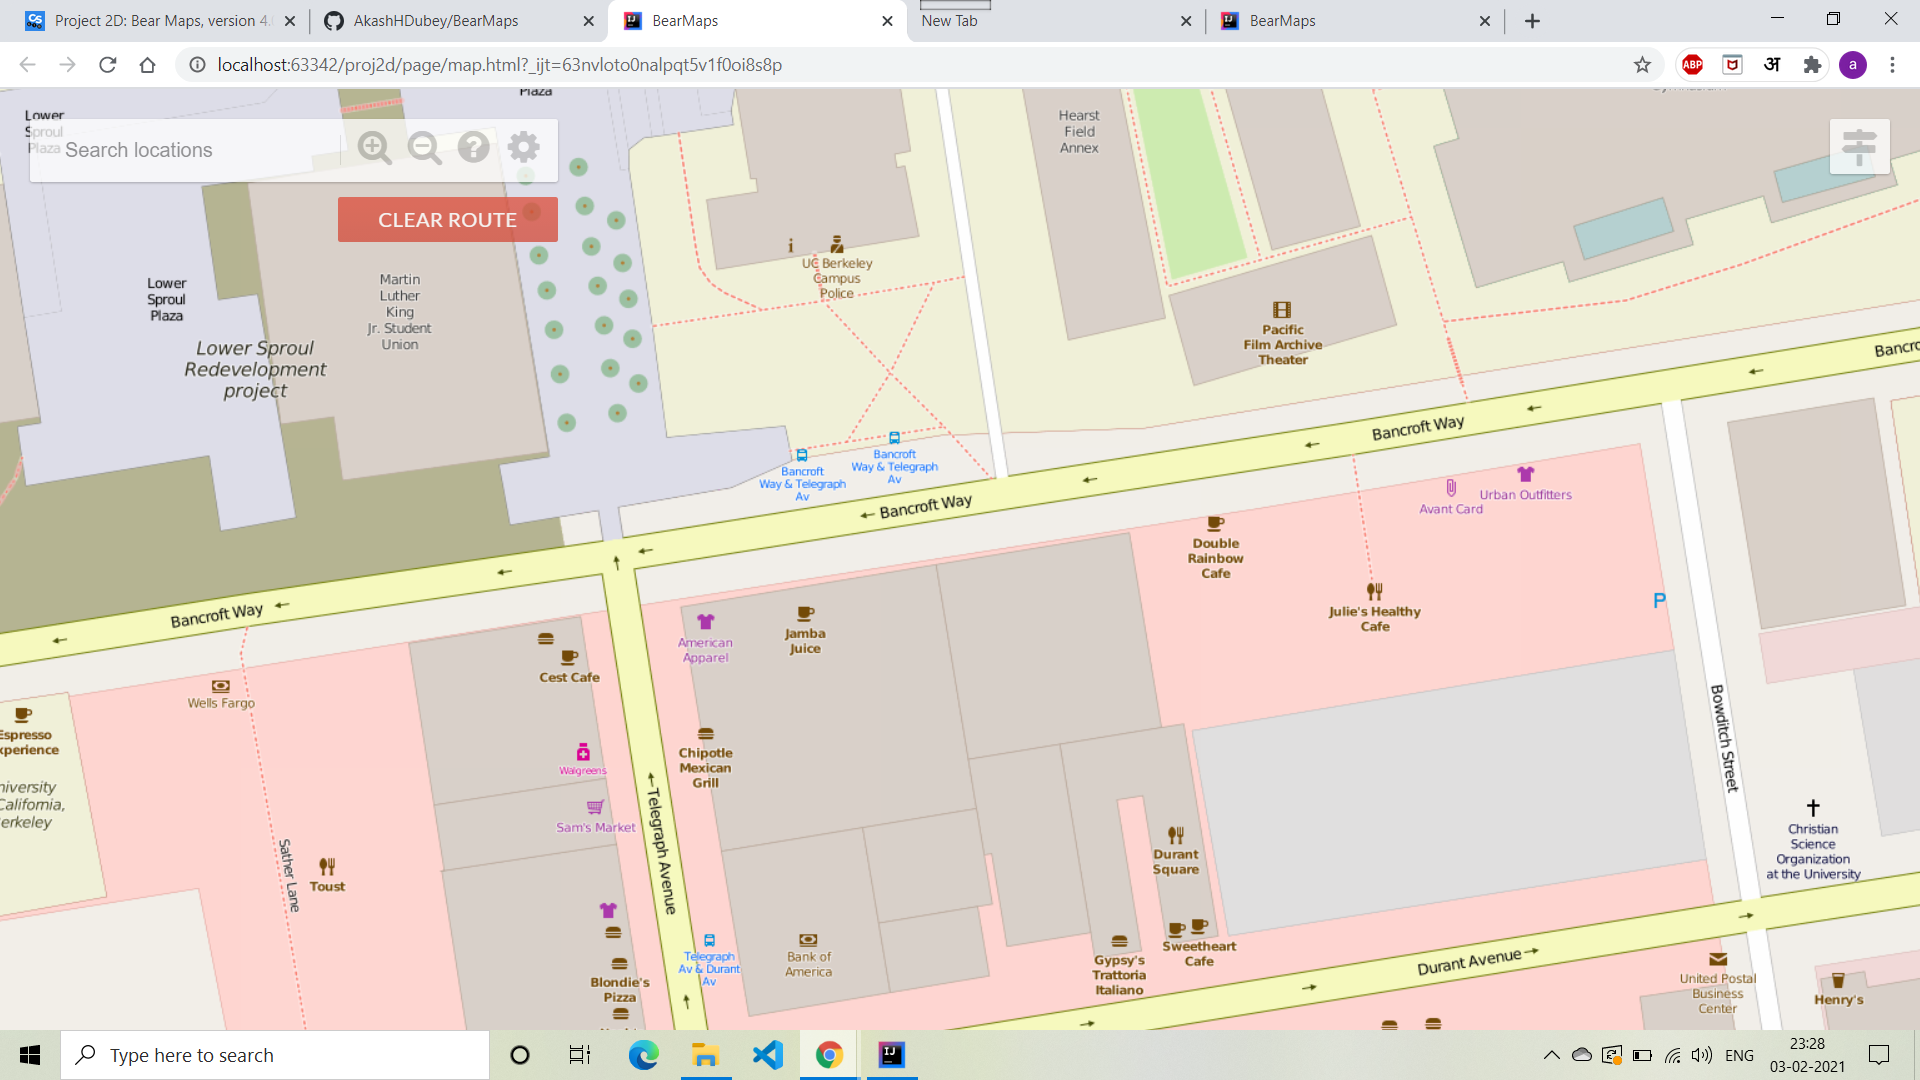 Project 2D: Bear Maps, version 4.
AkashHDubey/BearMaps
BearMaps
New Tab
BearMaps
localhost:63342/proj2d/page/map.html?_ijt=63nvloto0nalpqt5v1f0oi8s8p
ABP
अ
a
Plaza
Lower
Sproul
Plaza
Search locations
CLEAR ROUTE
Hearst
Field
Annex
UC Berkeley
Campus
Police
Lower
Sproul
Plaza
Martin
Luther
King
Jr. Student
Union
Lower Sproul
Redevelopment
project
Pacific
Film Archive
Theater
Bancroft Way
Bancroft
Way & Telegraph
Av
Bancroft
Way & Telegraph
Av
Bancroft Way
Avant Card
Urban Outfitters
Double
Rainbow
Cafe
Julie's Healthy
Cafe
P
Bancroft Way
American
Apparel
Jamba
Juice
Cest Cafe
Wells Fargo
Espresso
xperience
Chipotle
Mexican
Grill
Walgreens
Sam's Market
niversity
California,
erkeley
Telegraph Avenue
Bowditch Street
Sather Lane
Toust
Durant
Square
Christian
Science
Organization
at the University
Telegraph
Av & Durant
Av
Bank of
America
Blondie's
Pizza
Gypsy's
Trattoria
Italiano
Sweetheart
Cafe
Durant Avenue
United Postal
Business
Center
Henry's
Type here to search
ENG
23:28
03-02-2021